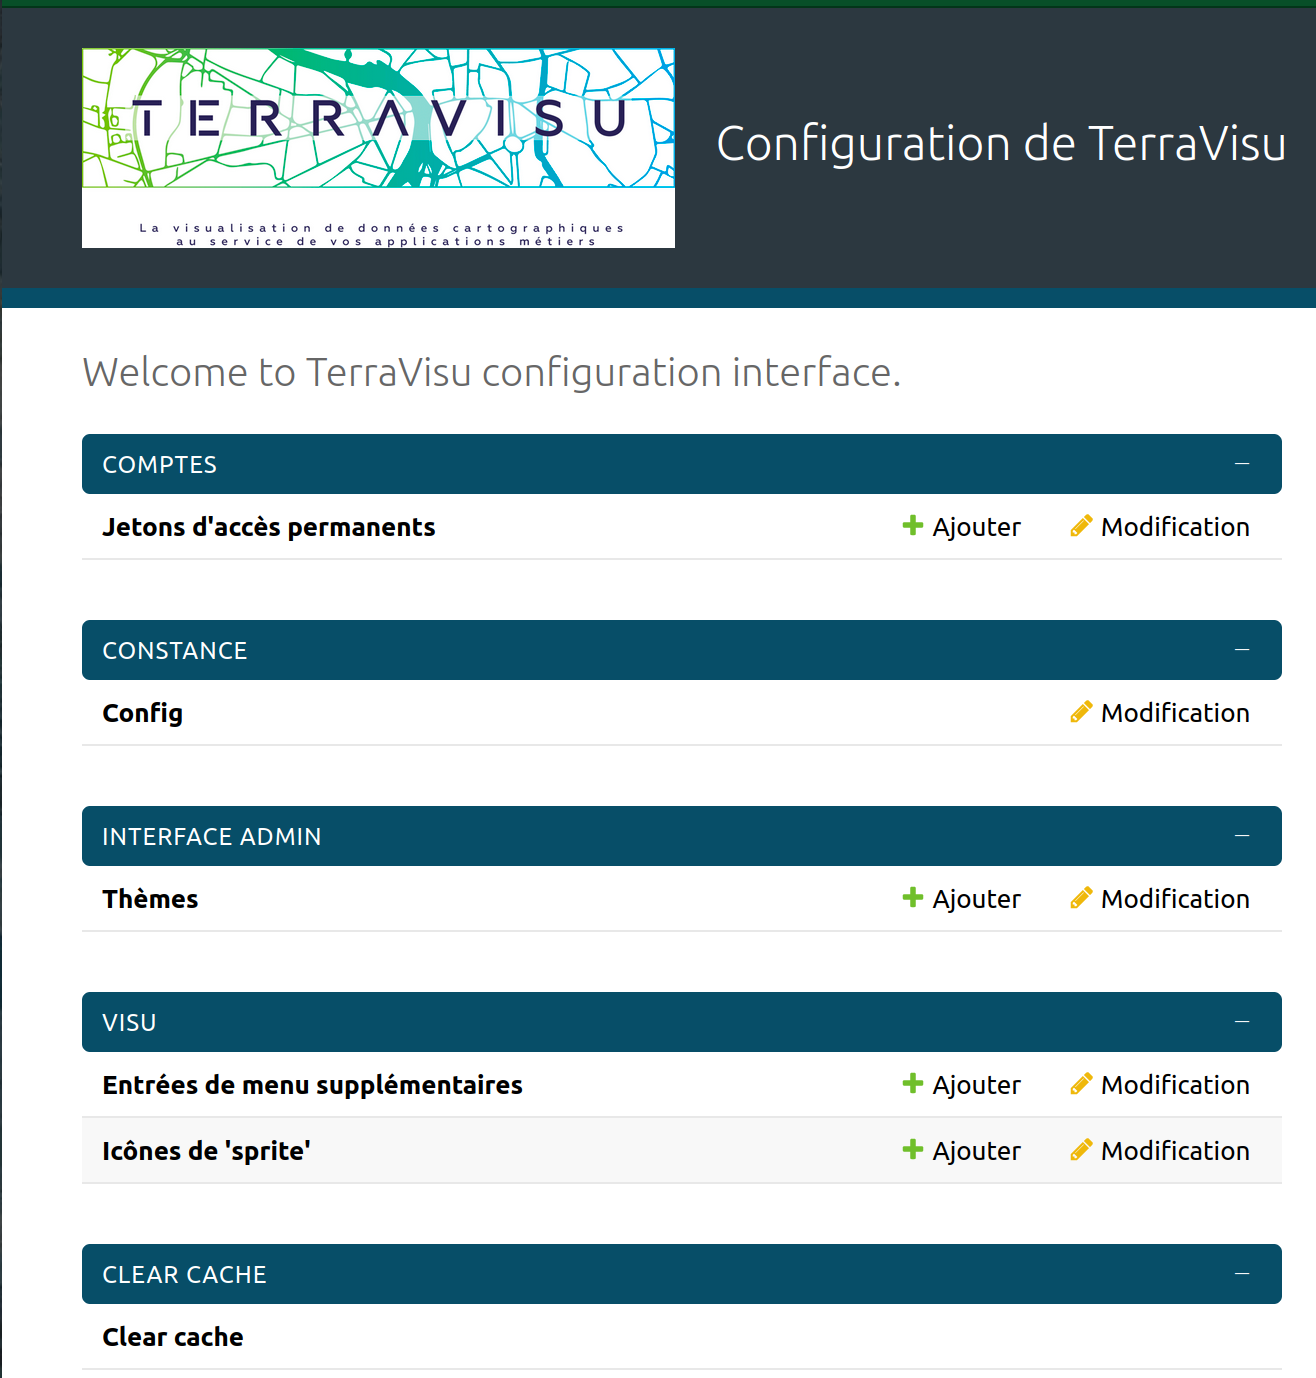 TERRAVISU
La visualisation de données cartographiques
au service de vos applications métiers
Configuration de TerraVisu
Welcome to TerraVisu configuration interface.
COMPTES
Jetons d'accès permanents Ajouter Modification
CONSTANCE
Config Modification
INTERFACE ADMIN
Thèmes Ajouter Modification
VISU
Entrées de menu supplémentaires Ajouter Modification
Icônes de 'sprite' Ajouter Modification
CLEAR CACHE
Clear cache